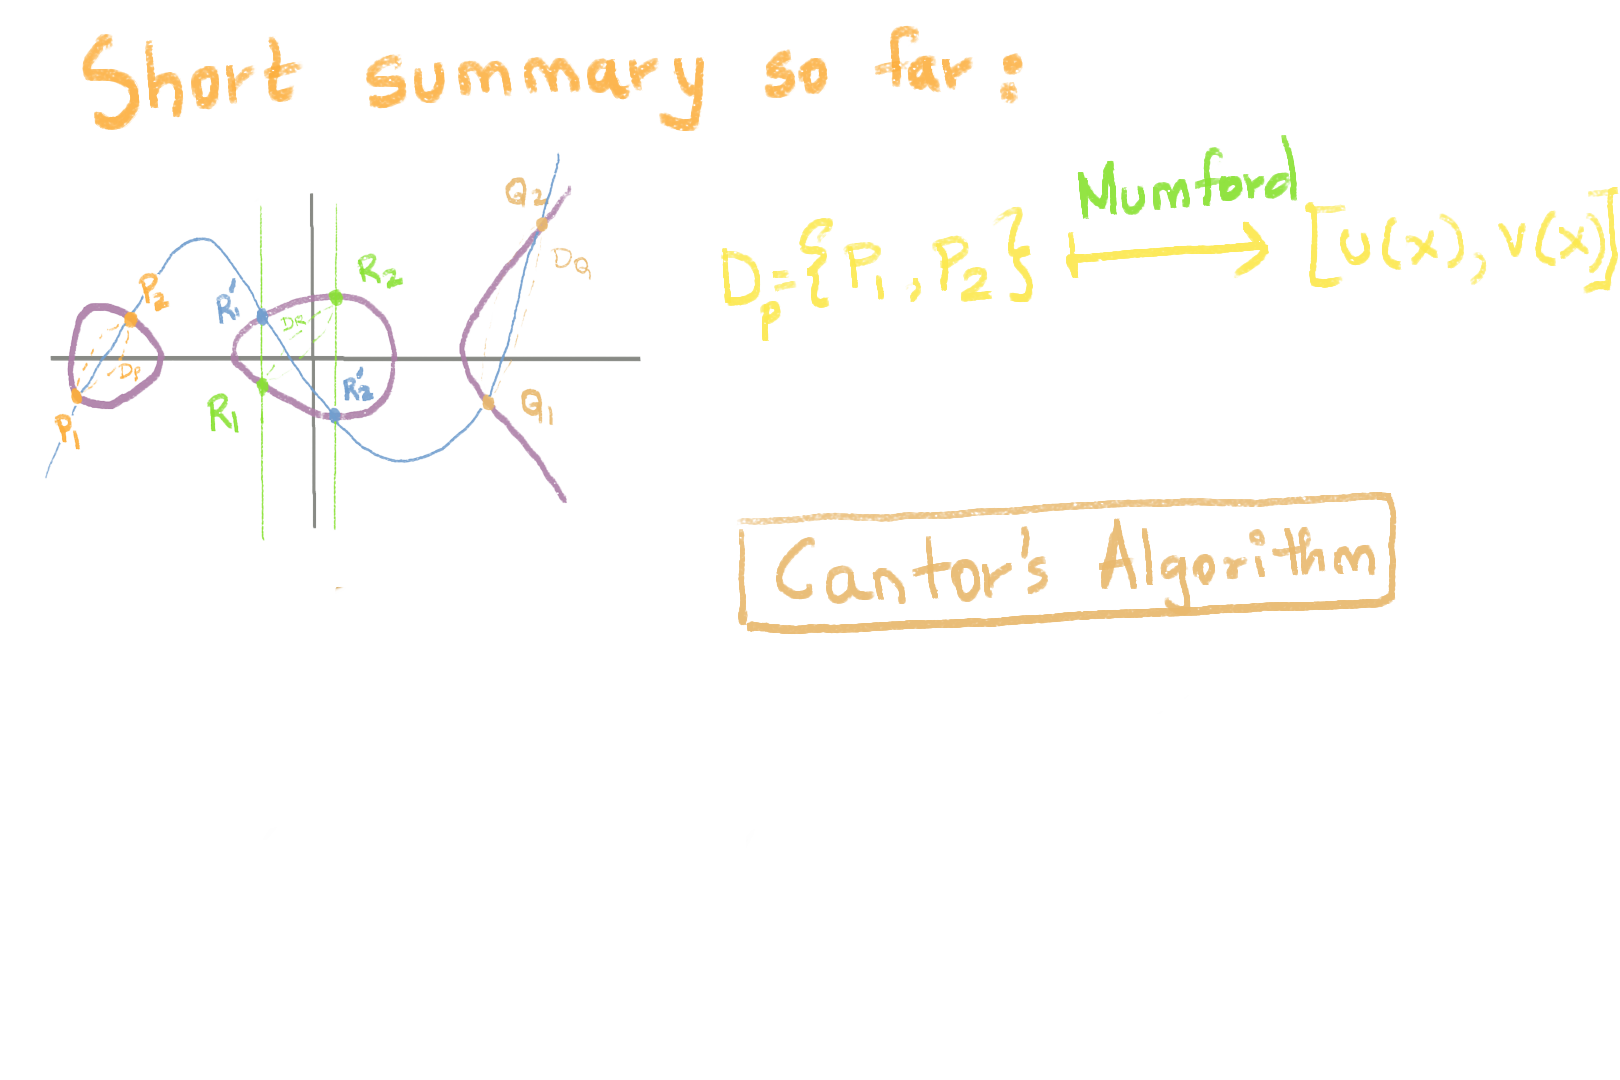 Short summary so far:
Mumford
D_P = {P_1, P_2} ↦ [U(x), V(x)]
Q_2
D_Q
R_2
P_2
R_1'
D_R
D_P
R_2'
R_1
Q_1
P_1
Cantor's Algorithm